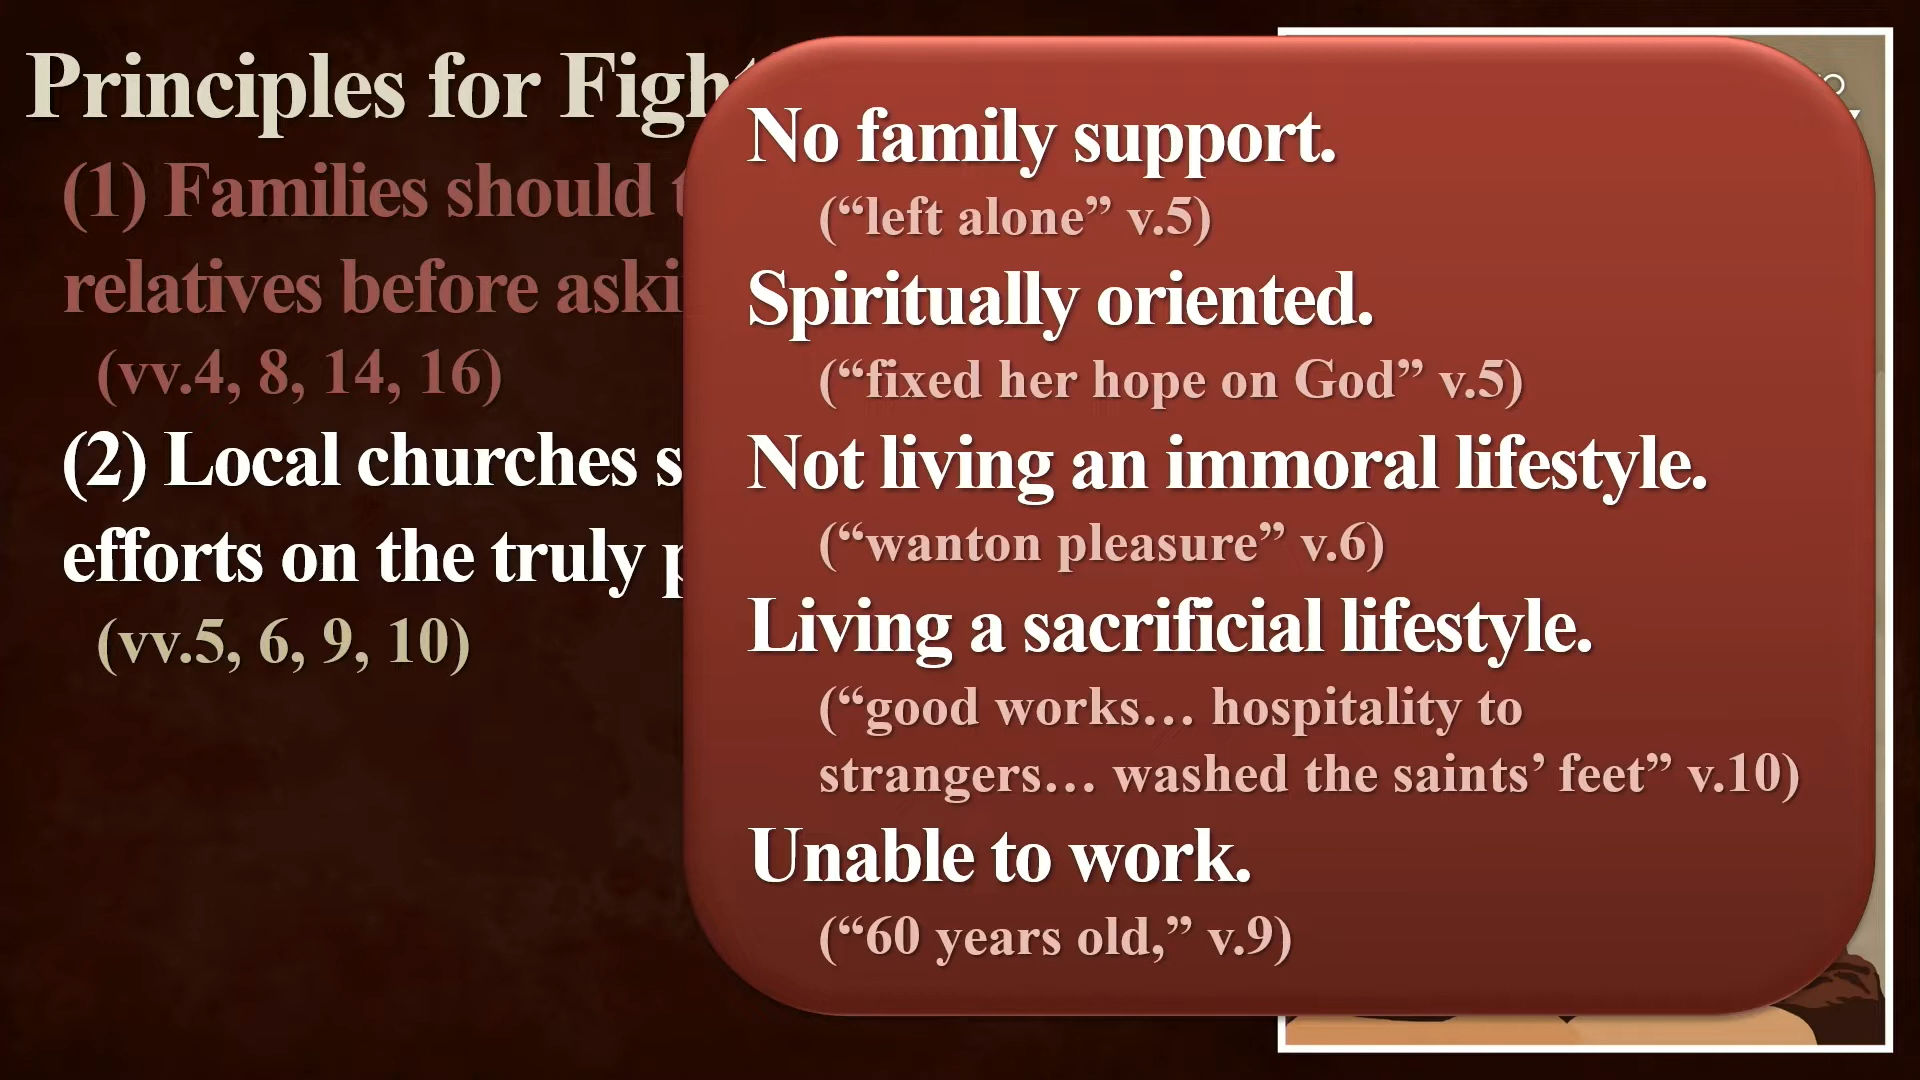 Principles for
(1) Families should
relatives before
(vv.4, 8, 14, 16)
(2) Local churches
efforts on the truly
(vv.5, 6, 9, 10)
No family support.
(“left alone” v.5)
Spiritually oriented.
(“fixed her hope on God” v.5)
Not living an immoral lifestyle.
(“wanton pleasure” v.6)
Living a sacrificial lifestyle.
(“good works… hospitality to
strangers… washed the saints’ feet” v.10)
Unable to work.
(“60 years old,” v.9)